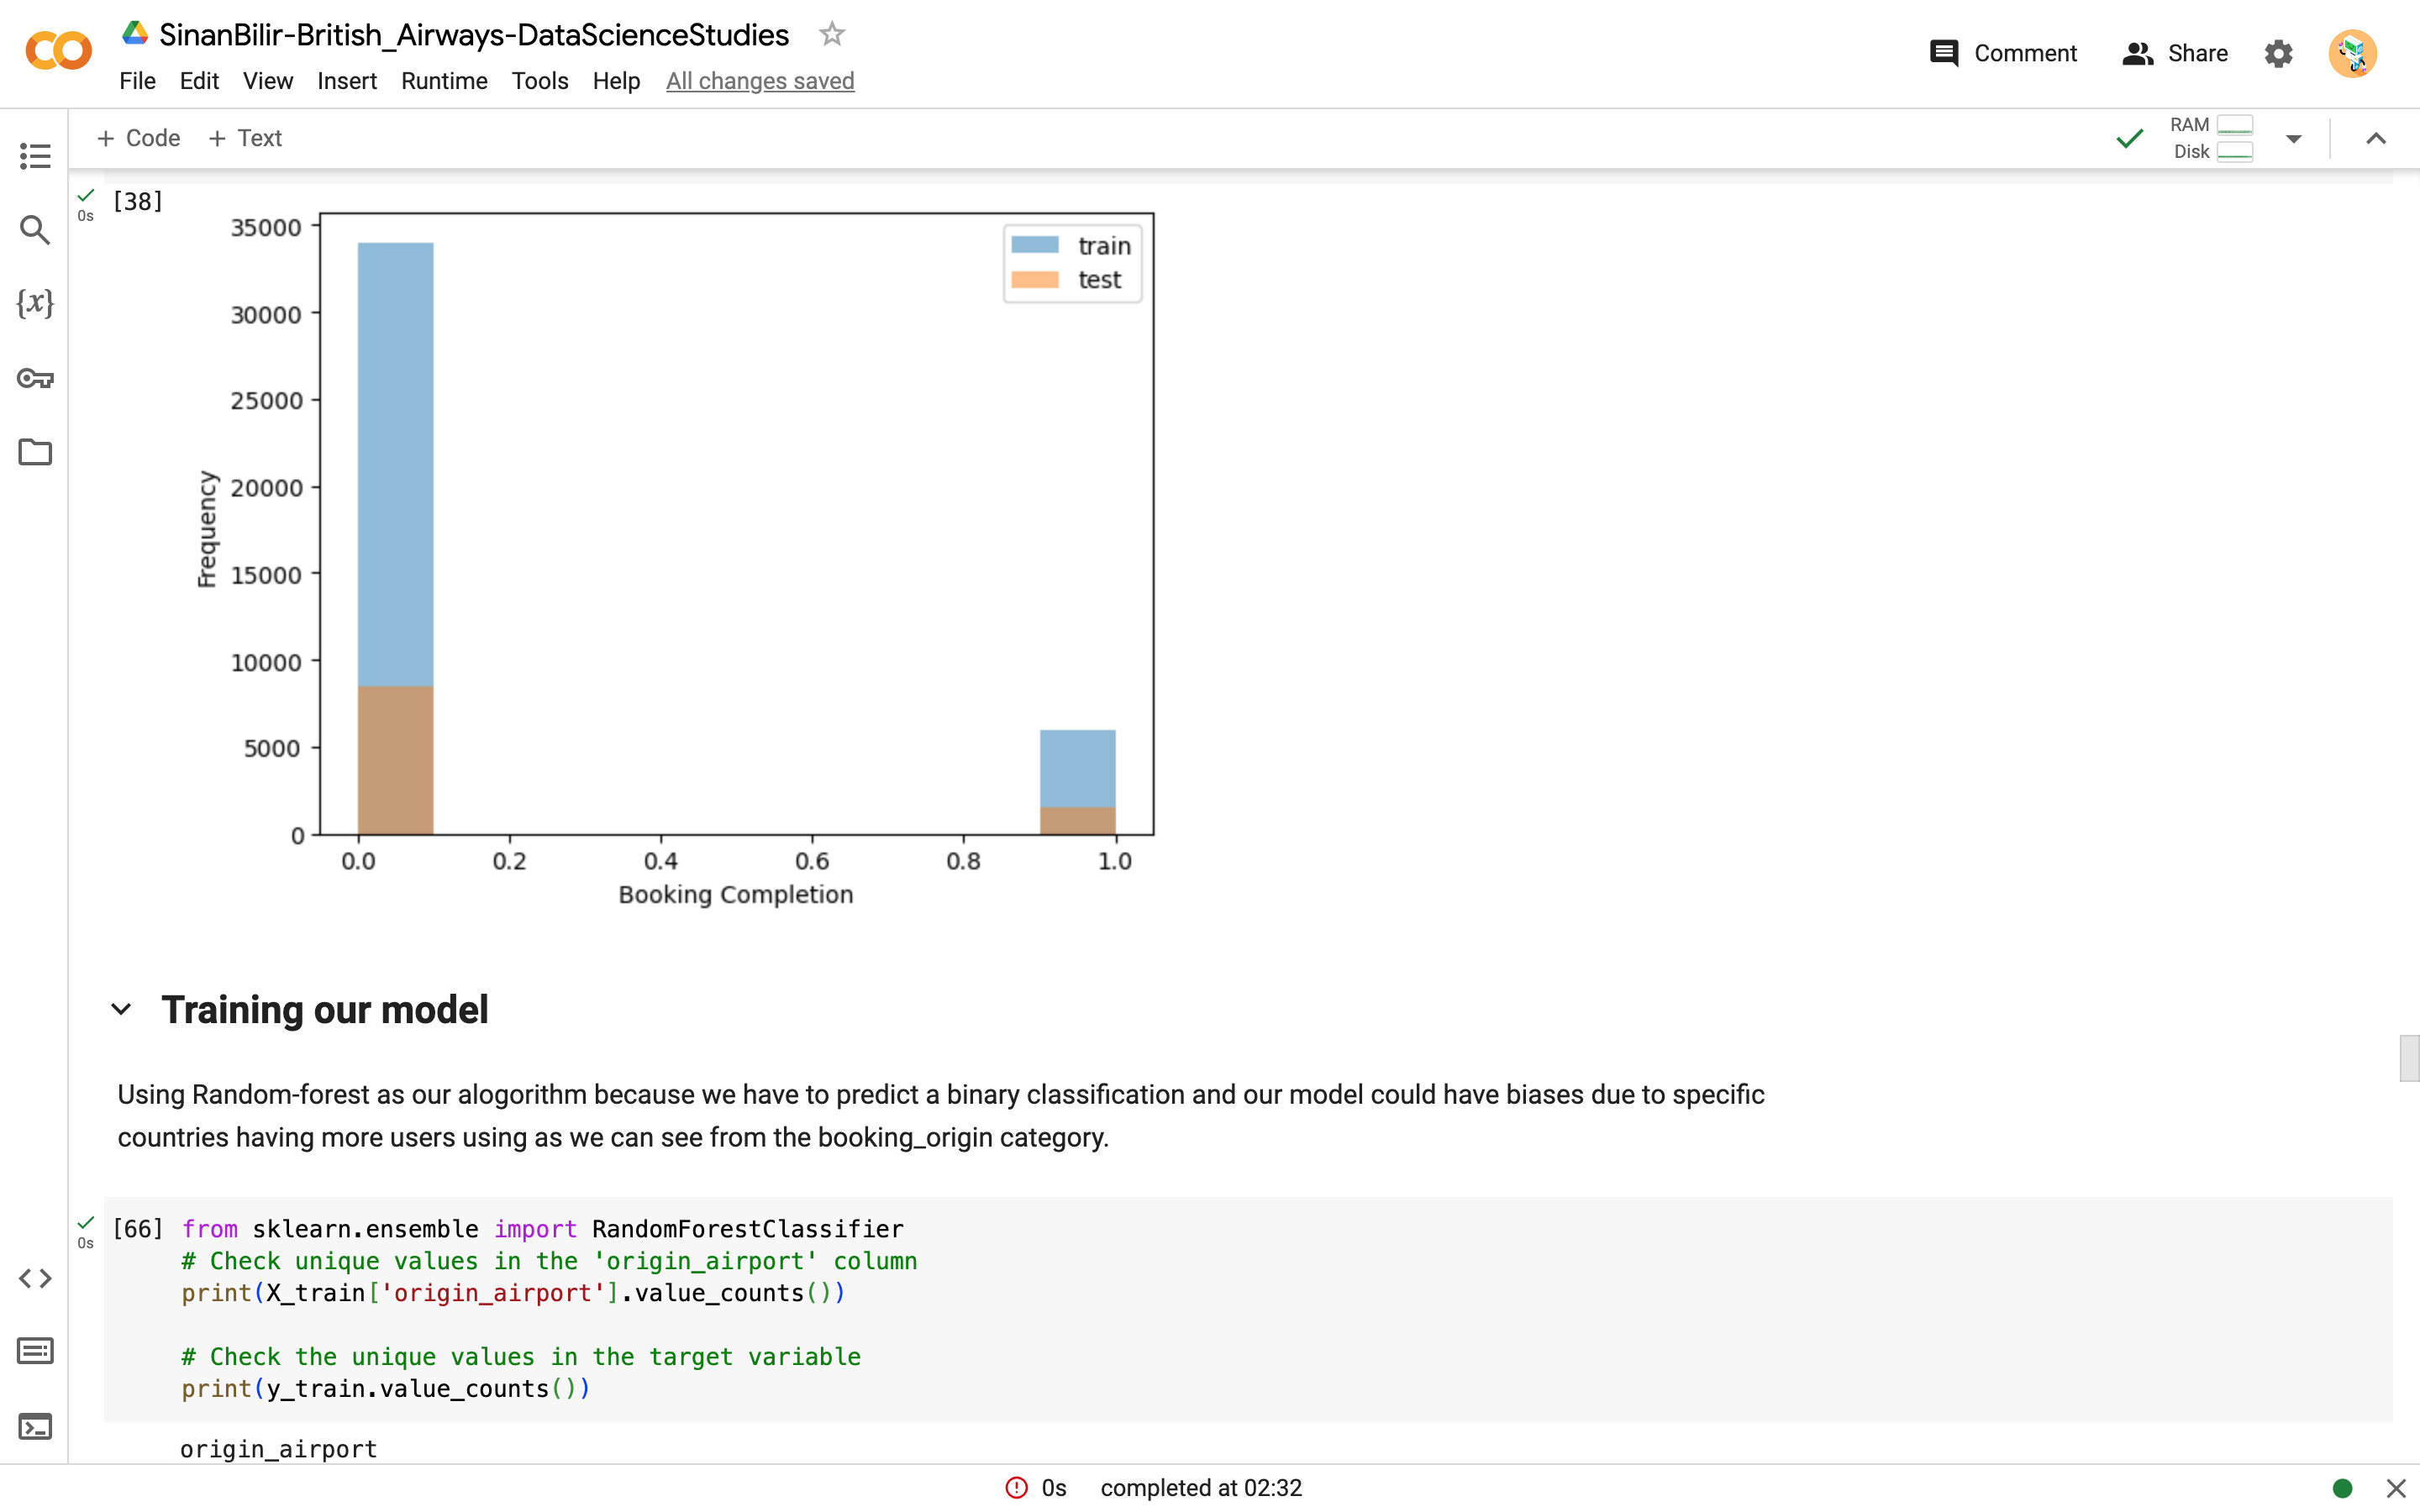 SinanBilir-British_Airways-DataScienceStudies
File Edit View Insert Runtime Tools Help All changes saved
Comment Share
+ Code + Text
RAM
Disk
0s
[38]
35000
30000
25000
20000
15000
10000
5000
0
Frequency
train
test
0.0 0.2 0.4 0.6 0.8 1.0
Booking Completion
Training our model
Using Random-forest as our alogorithm because we have to predict a binary classification and our model could have biases due to specific
countries having more users using as we can see from the booking_origin category.
0s
[66] from sklearn.ensemble import RandomForestClassifier
# Check unique values in the 'origin_airport' column
print(X_train['origin_airport'].value_counts())
# Check the unique values in the target variable
print(y_train.value_counts())
origin_airport
0s completed at 02:32